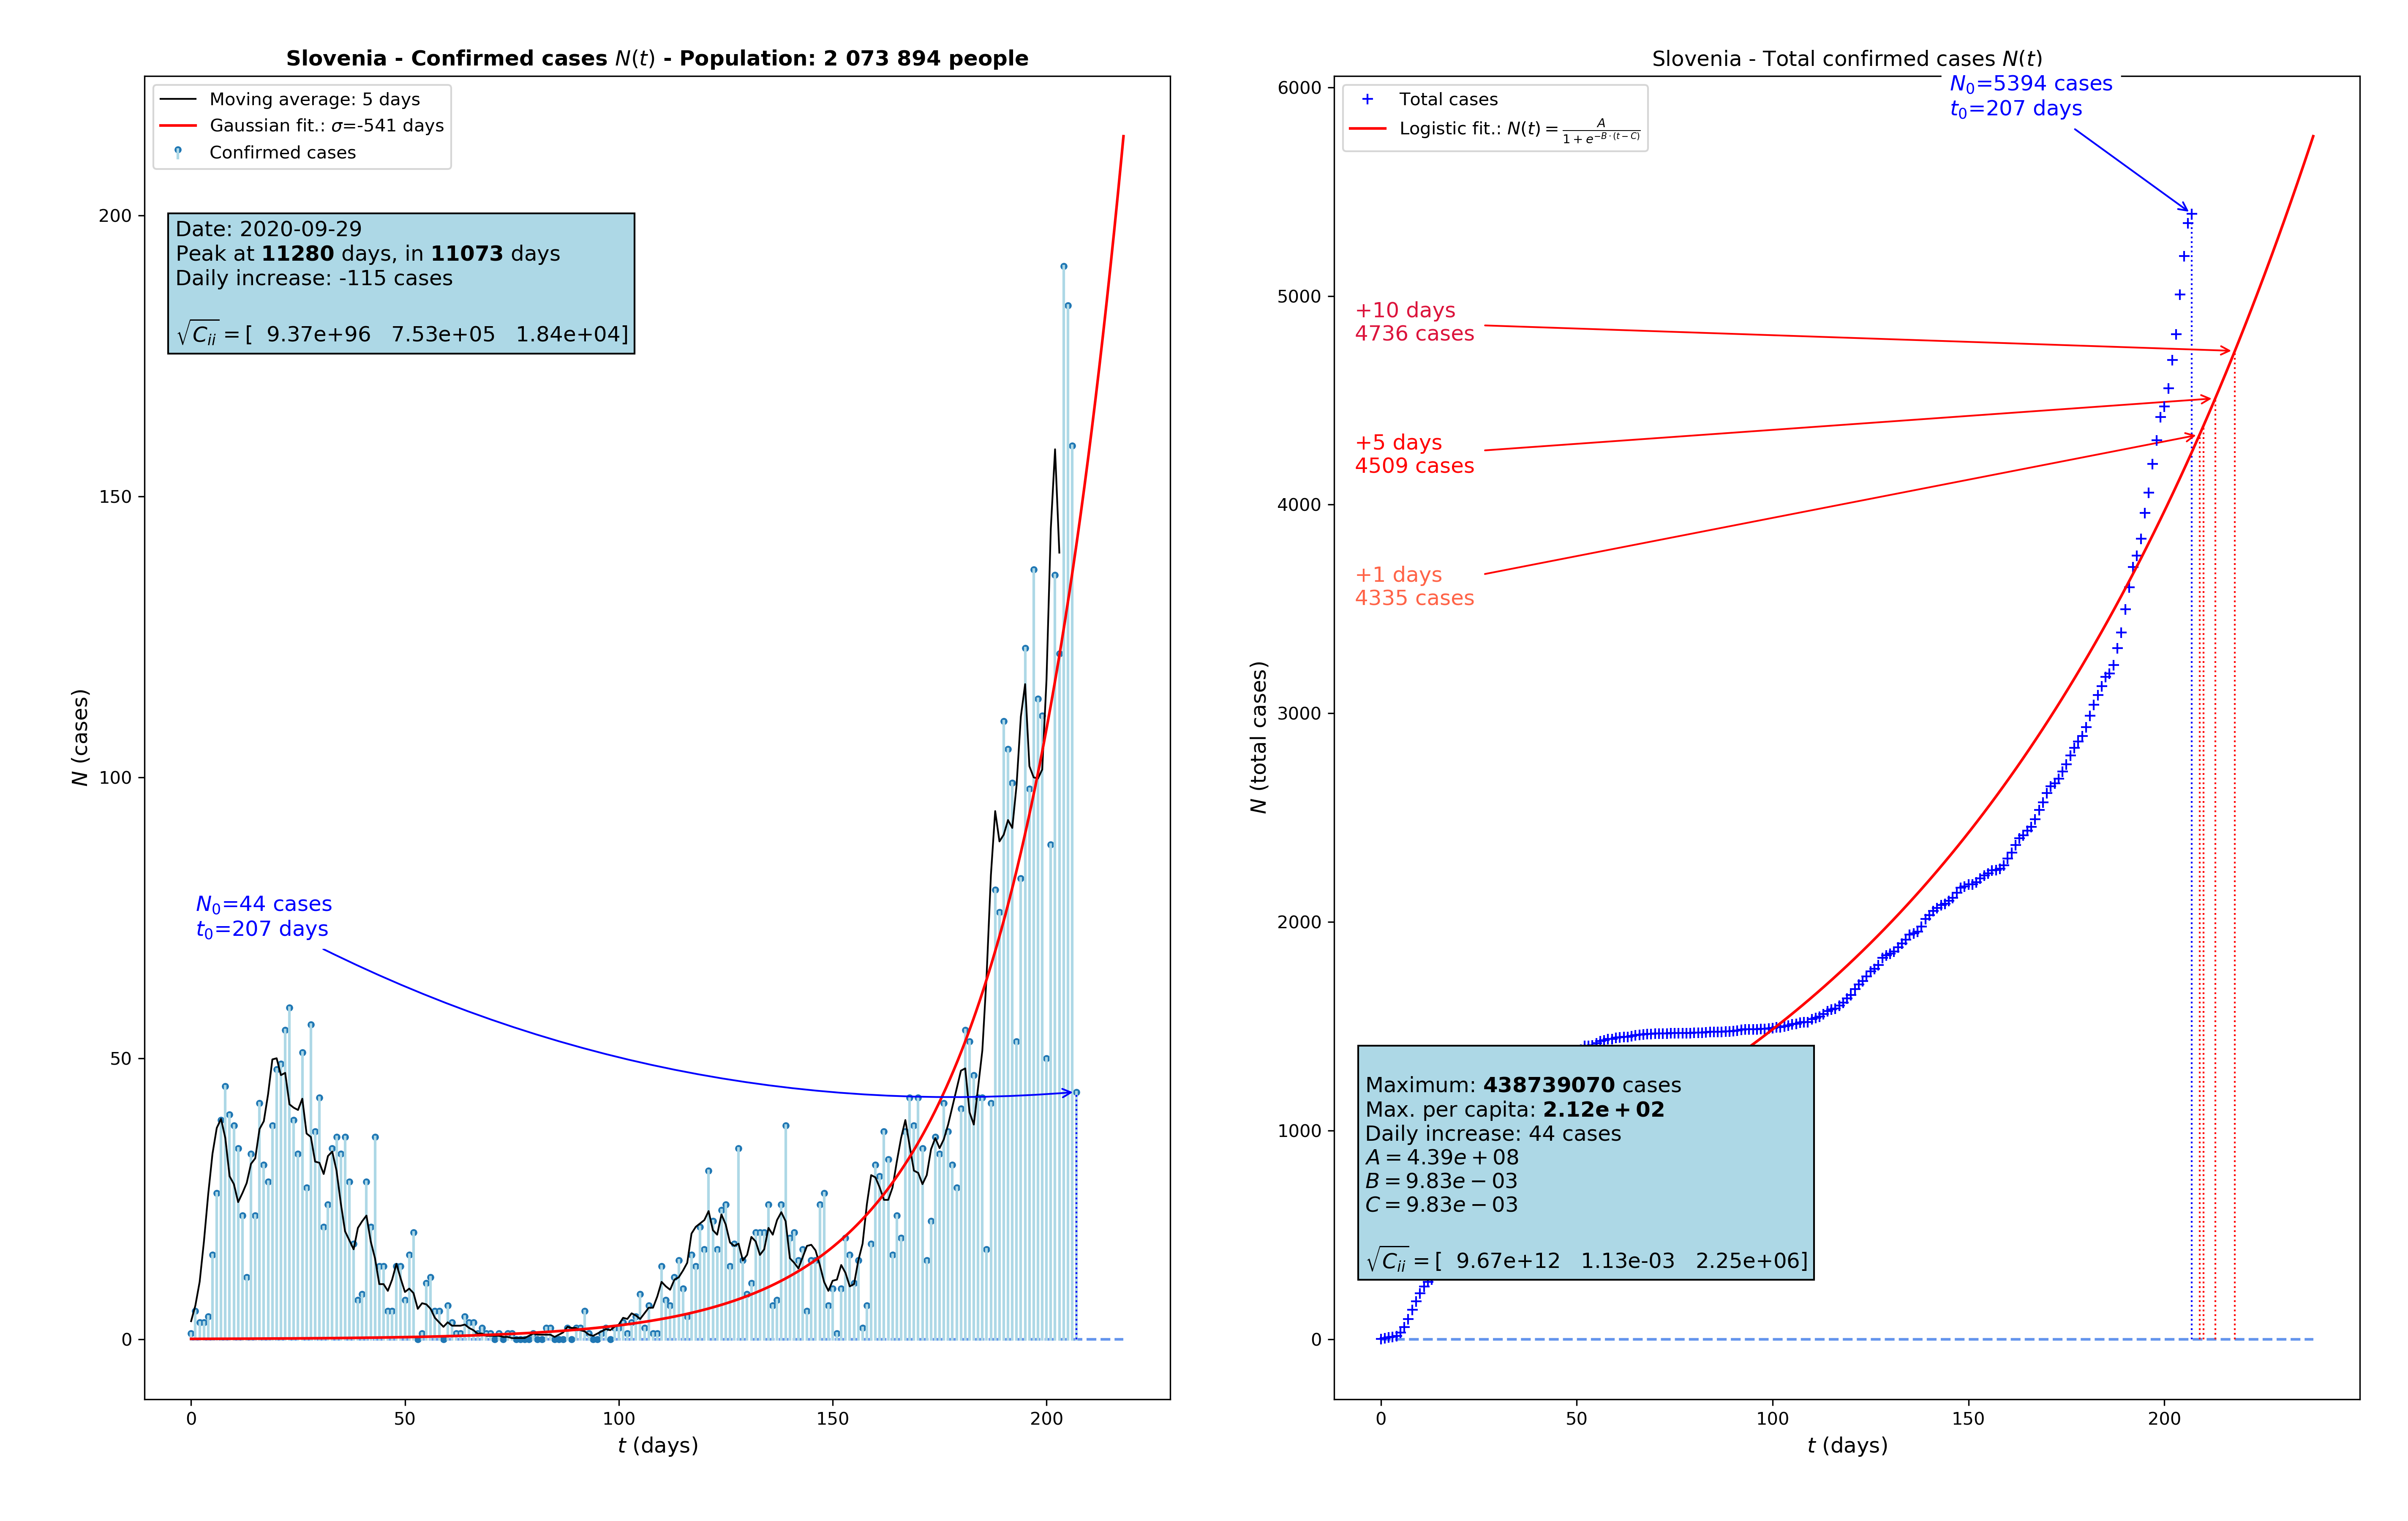 Slovenia - Confirmed cases N(t) - Population: 2 073 894 people
Moving average: 5 days
Gaussian fit.: σ=-541 days
Confirmed cases
Date: 2020-09-29
Peak at 11280 days, in 11073 days
Daily increase: -115 cases
√C_ii = [ 9.37e+96 7.53e+05 1.84e+04]
N_0=44 cases
t_0=207 days
200
150
100
50
0
N (cases)
0 50 100 150 200
t (days)
Slovenia - Total confirmed cases N(t)
Total cases
Logistic fit.: N(t) = A / (1 + e^{-B·(t-C)})
N_0=5394 cases
t_0=207 days
+10 days
4736 cases
+5 days
4509 cases
+1 days
4335 cases
Maximum: 438739070 cases
Max. per capita: 2.12e + 02
Daily increase: 44 cases
A = 4.39e + 08
B = 9.83e − 03
C = 9.83e − 03
√C_ii = [ 9.67e+12 1.13e-03 2.25e+06]
6000
5000
4000
3000
2000
1000
0
N (total cases)
0 50 100 150 200
t (days)